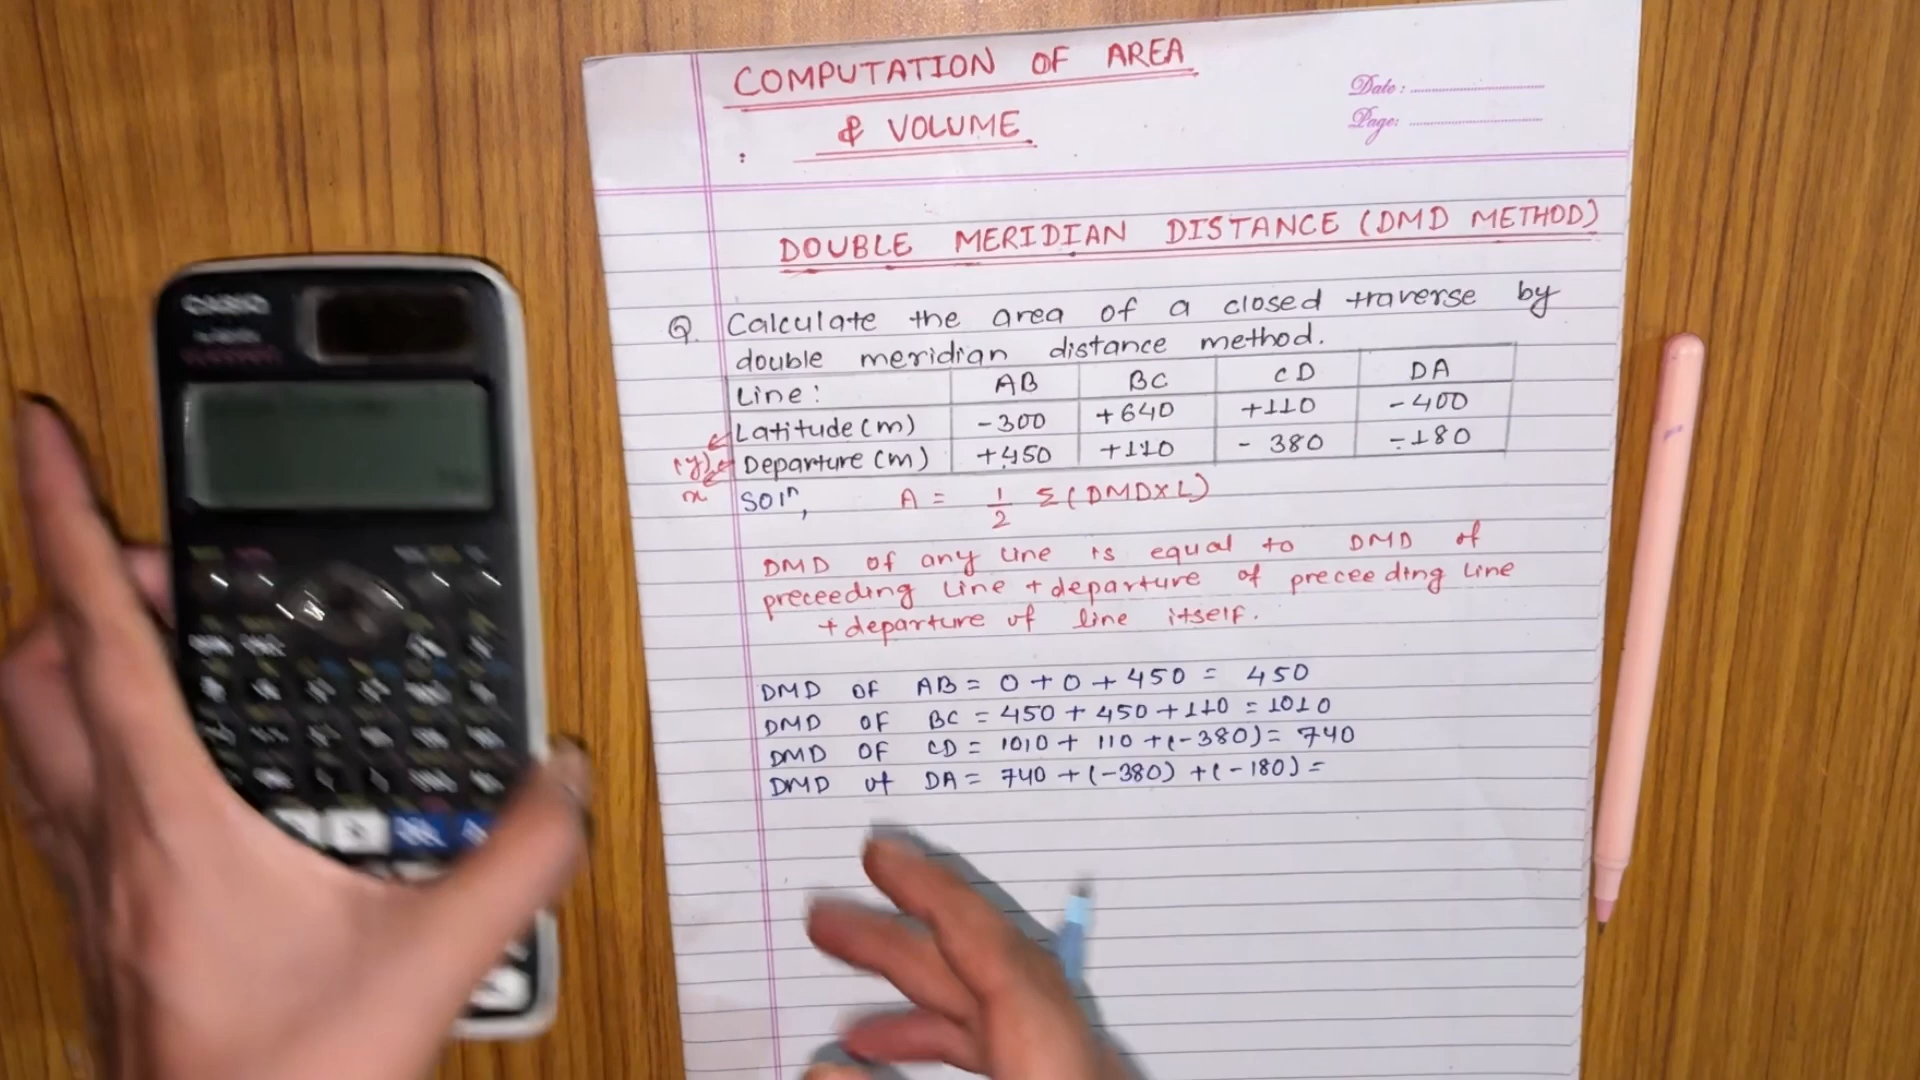 COMPUTATION OF AREA
& VOLUME
Date:
Page:
DOUBLE MERIDIAN DISTANCE (DMD METHOD)
Q. Calculate the area of a closed traverse by
double meridian distance method.
Line: AB BC CD DA
Latitude (m) -300 +640 +110 -400
(y) Departure (m) +450 +110 -380 -180
x Solⁿ, A = 1/2 Σ(DMD×L)
DMD of any line is equal to DMD of
preceeding line + departure of preceeding line
+ departure of line itself.
DMD OF AB = 0 + 0 + 450 = 450
DMD OF BC = 450 + 450 + 110 = 1010
DMD OF CD = 1010 + 110 + (-380) = 740
DMD of DA = 740 + (-380) + (-180) =
CASIO